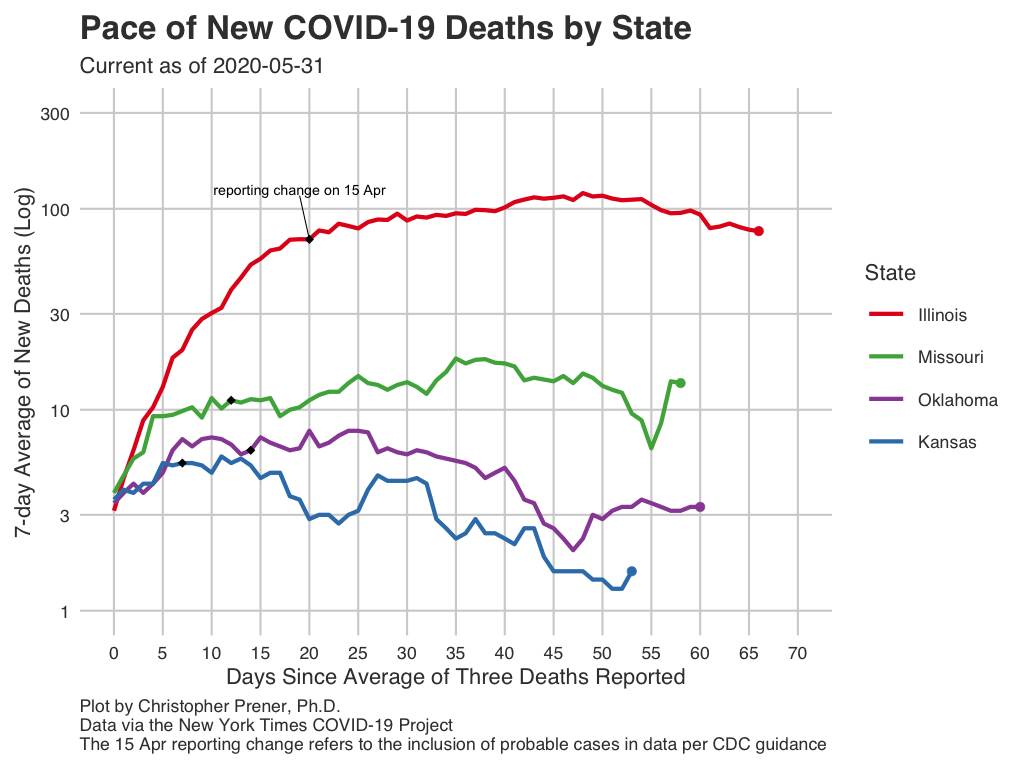 Pace of New COVID-19 Deaths by State
Current as of 2020-05-31
7-day Average of New Deaths (Log)
300
100
30
10
3
1
reporting change on 15 Apr
0 5 10 15 20 25 30 35 40 45 50 55 60 65 70
Days Since Average of Three Deaths Reported
State
Illinois
Missouri
Oklahoma
Kansas
Plot by Christopher Prener, Ph.D.
Data via the New York Times COVID-19 Project
The 15 Apr reporting change refers to the inclusion of probable cases in data per CDC guidance